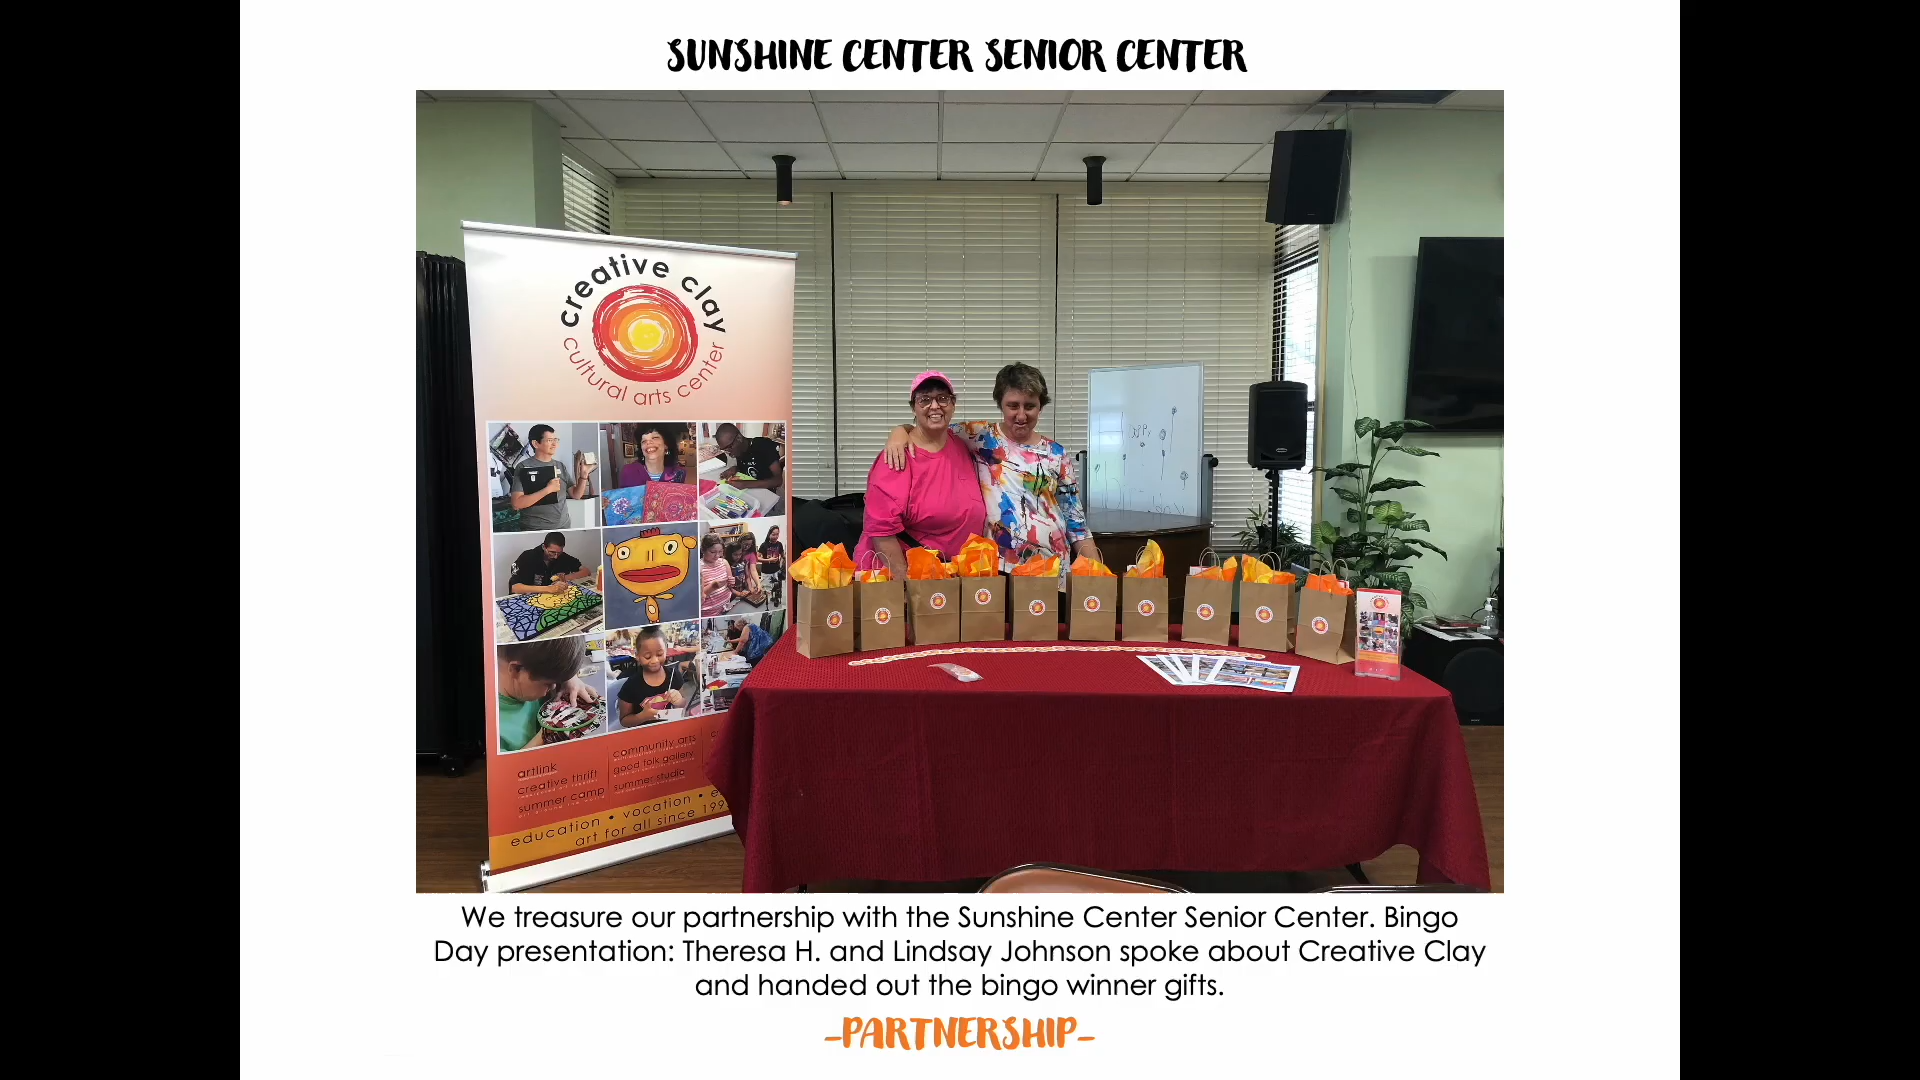 SUNSHINE CENTER SENIOR CENTER
creative clay
cultural arts center
artlink
creative thrift
summer camp
community arts
good folk gallery
summer studio
education • vocation •
art for all since
We treasure our partnership with the Sunshine Center Senior Center. Bingo
Day presentation: Theresa H. and Lindsay Johnson spoke about Creative Clay
and handed out the bingo winner gifts.
-PARTNERSHIP-